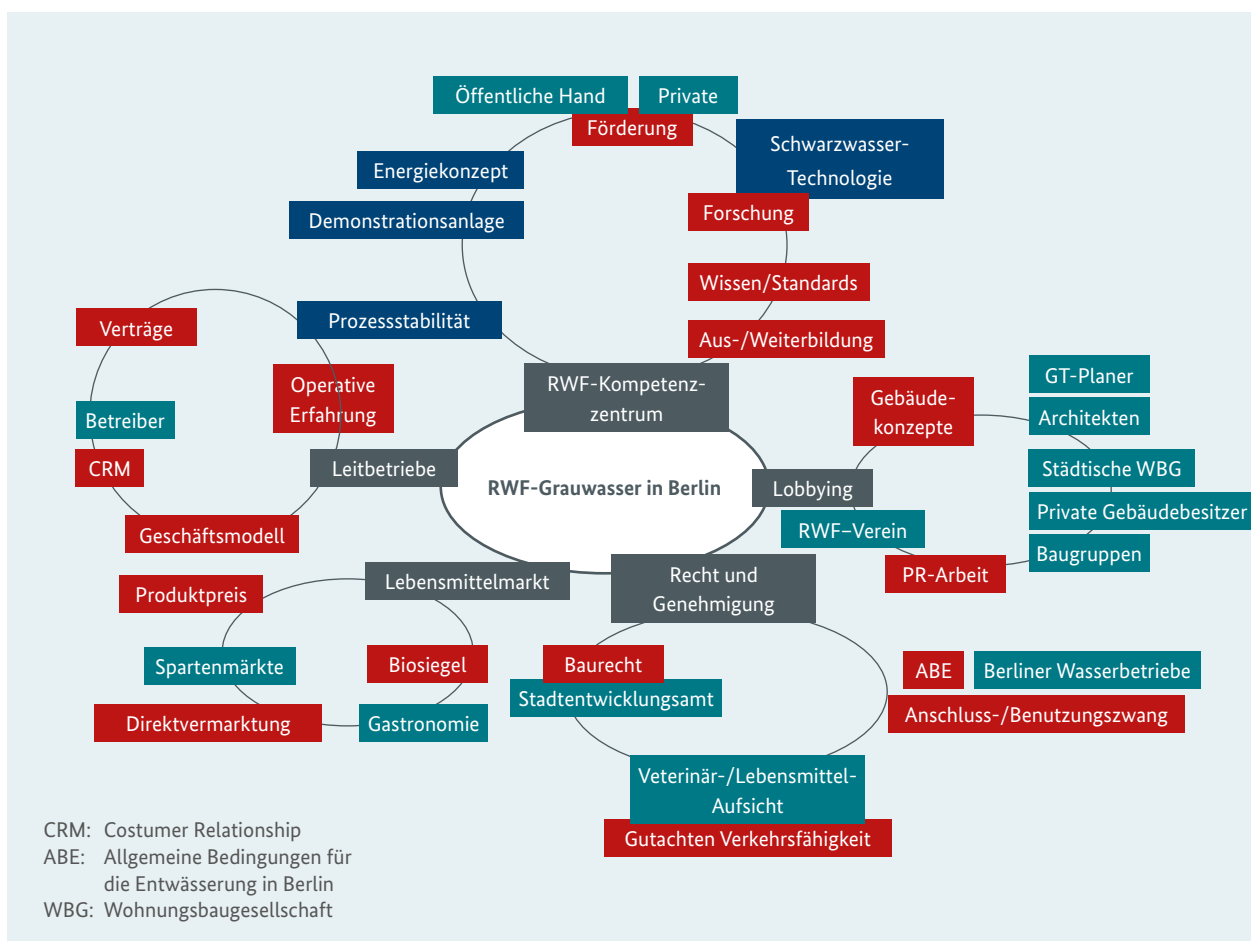 Öffentliche Hand
Private
Förderung
Schwarzwasser-
Technologie
Energiekonzept
Forschung
Demonstrationsanlage
Wissen/Standards
Prozessstabilität
Verträge
Aus-/Weiterbildung
RWF-Kompetenz-
zentrum
Operative
Erfahrung
Gebäude-
konzepte
GT-Planer
Architekten
Betreiber
CRM
Leitbetriebe
RWF-Grauwasser in Berlin
Lobbying
Städtische WBG
Private Gebäudebesitzer
Geschäftsmodell
RWF–Verein
Baugruppen
PR-Arbeit
Lebensmittelmarkt
Recht und
Genehmigung
Produktpreis
Spartenmärkte
Biosiegel
Direktvermarktung
Gastronomie
Baurecht
Stadtentwicklungsamt
ABE
Berliner Wasserbetriebe
Anschluss-/Benutzungszwang
Veterinär-/Lebensmittel-
Aufsicht
Gutachten Verkehrsfähigkeit
CRM: Costumer Relationship
ABE: Allgemeine Bedingungen für
die Entwässerung in Berlin
WBG: Wohnungsbaugesellschaft